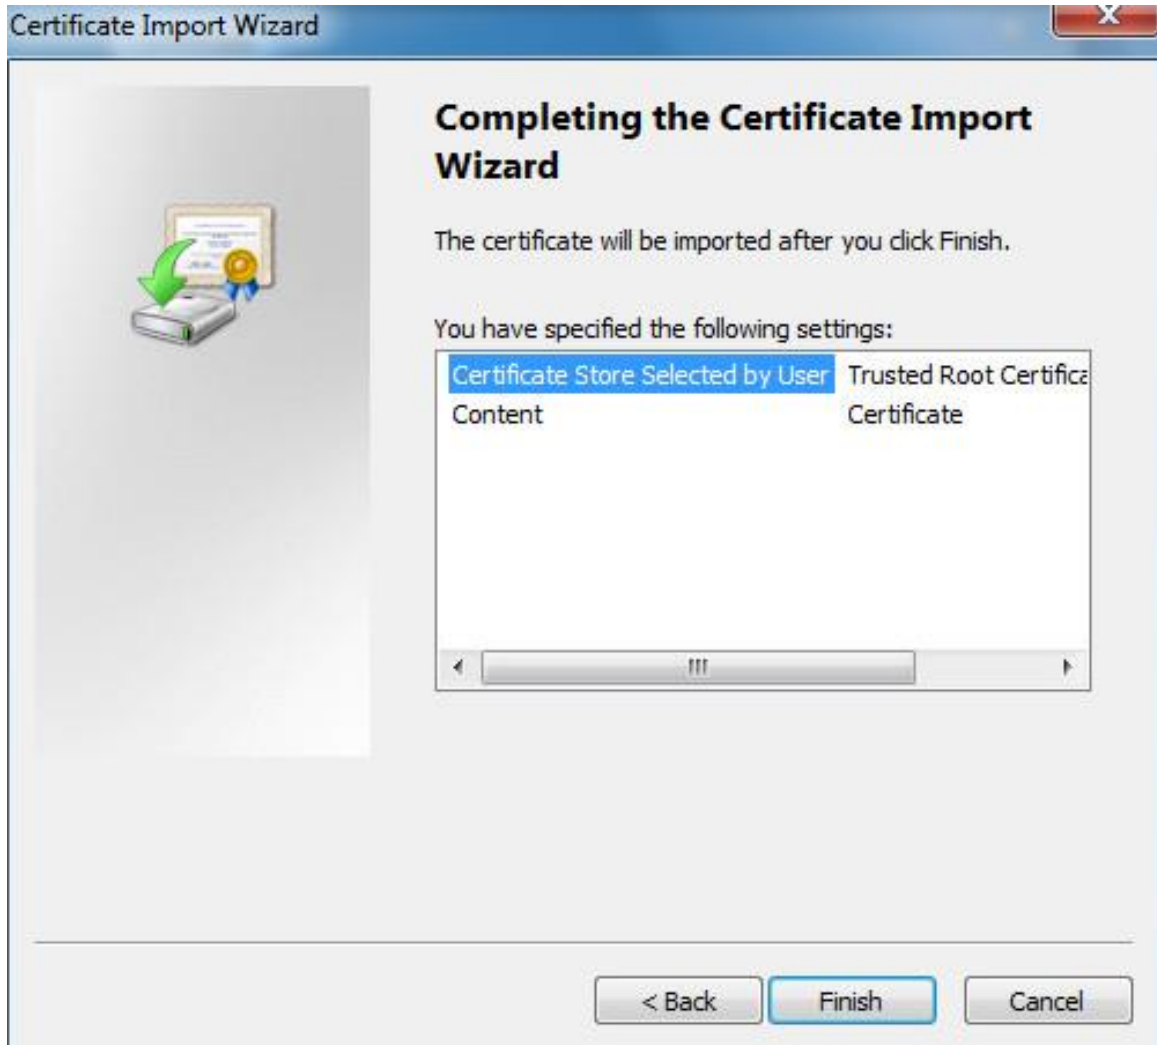 Certificate Import Wizard
Completing the Certificate Import
Wizard
The certificate will be imported after you click Finish.
You have specified the following settings:
Certificate Store Selected by User Trusted Root Certifica
Content Certificate
< Back Finish Cancel